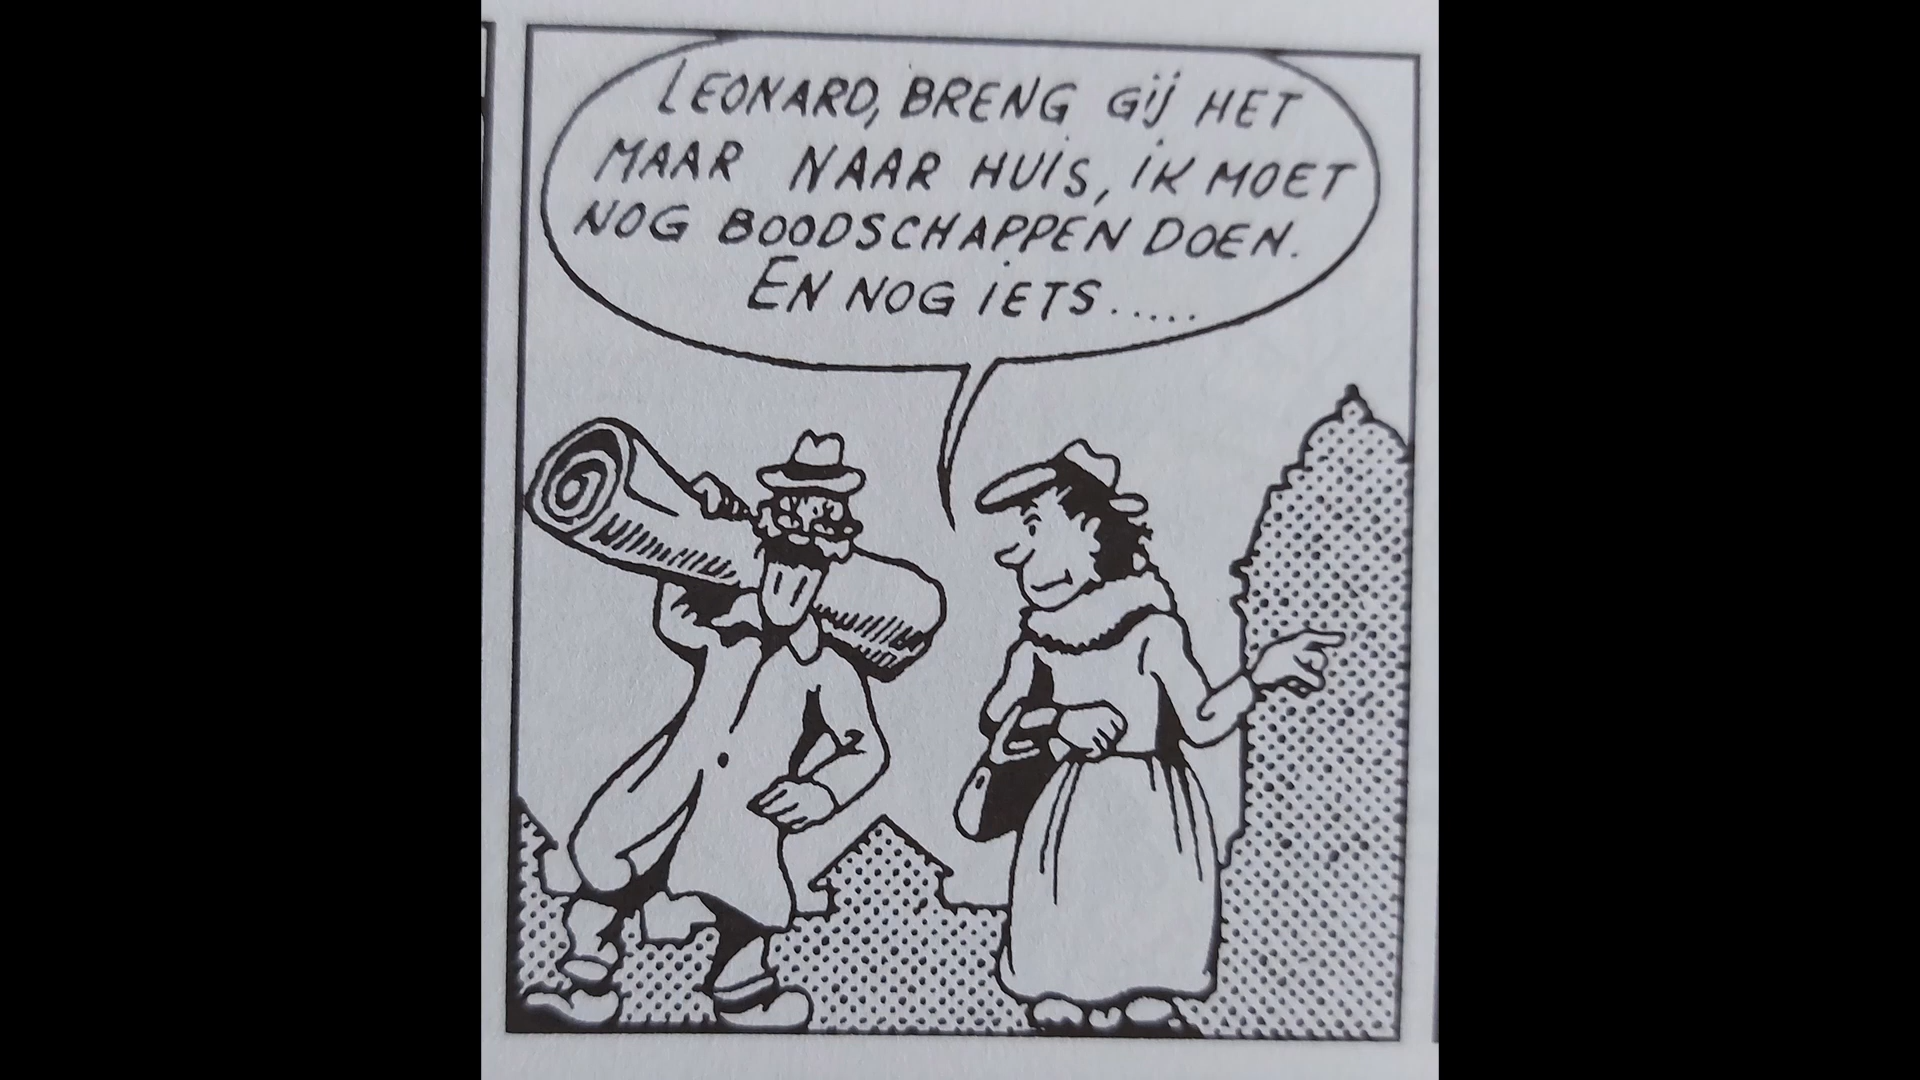 LEONARD, BRENG GIJ HET
MAAR NAAR HUIS, IK MOET
NOG BOODSCHAPPEN DOEN.
EN NOG IETS.....